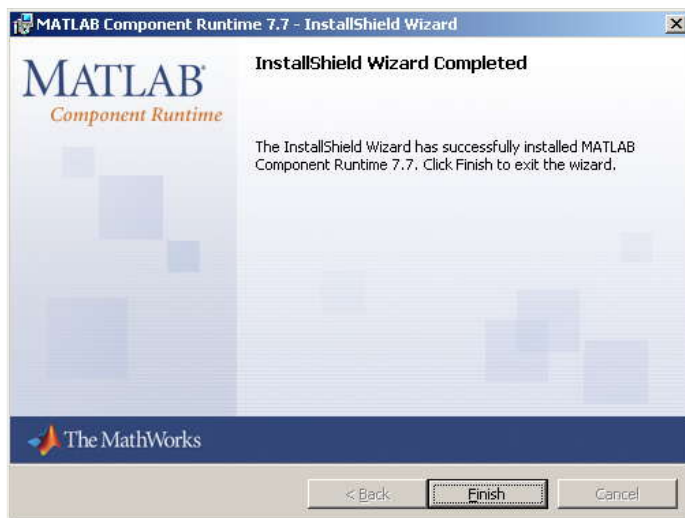 MATLAB Component Runtime 7.7 - InstallShield Wizard
MATLAB®
Component Runtime
InstallShield Wizard Completed
The InstallShield Wizard has successfully installed MATLAB
Component Runtime 7.7. Click Finish to exit the wizard.
The MathWorks
< Back
Finish
Cancel